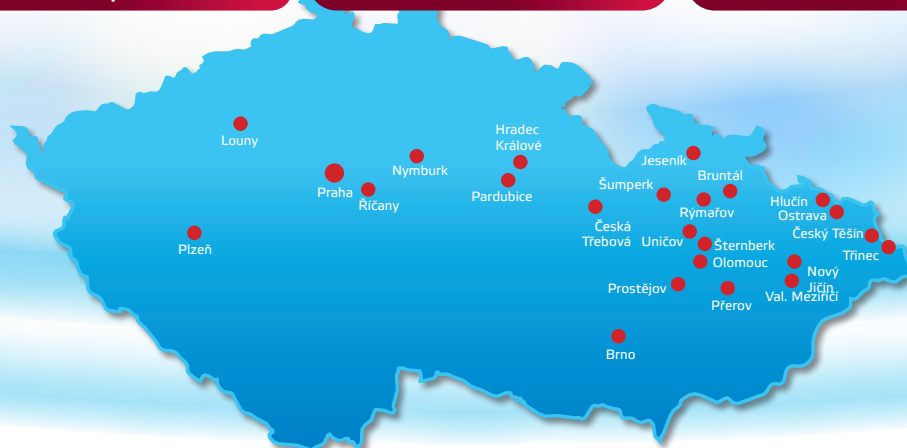 Louny
Praha
Říčany
Nymburk
Hradec
Králové
Pardubice
Plzeň
Česká
Třebová
Jeseník
Šumperk
Bruntál
Rýmařov
Uničov
Šternberk
Olomouc
Prostějov
Přerov
Brno
Hlučín
Ostrava
Český Těšín
Třinec
Nový
Jičín
Val. Meziříčí